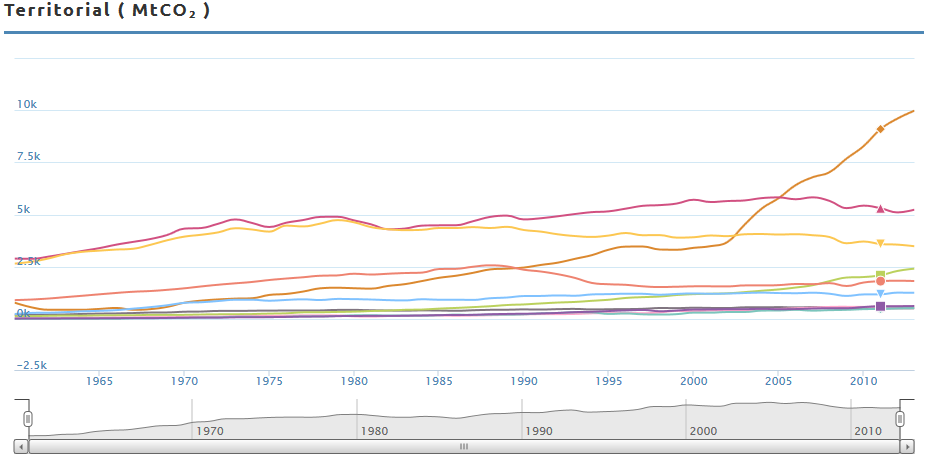 Territorial ( MtCO₂ )
10k
7.5k
5k
2.5k
0k
-2.5k
1965 1970 1975 1980 1985 1990 1995 2000 2005 2010
1970 1980 1990 2000 2010